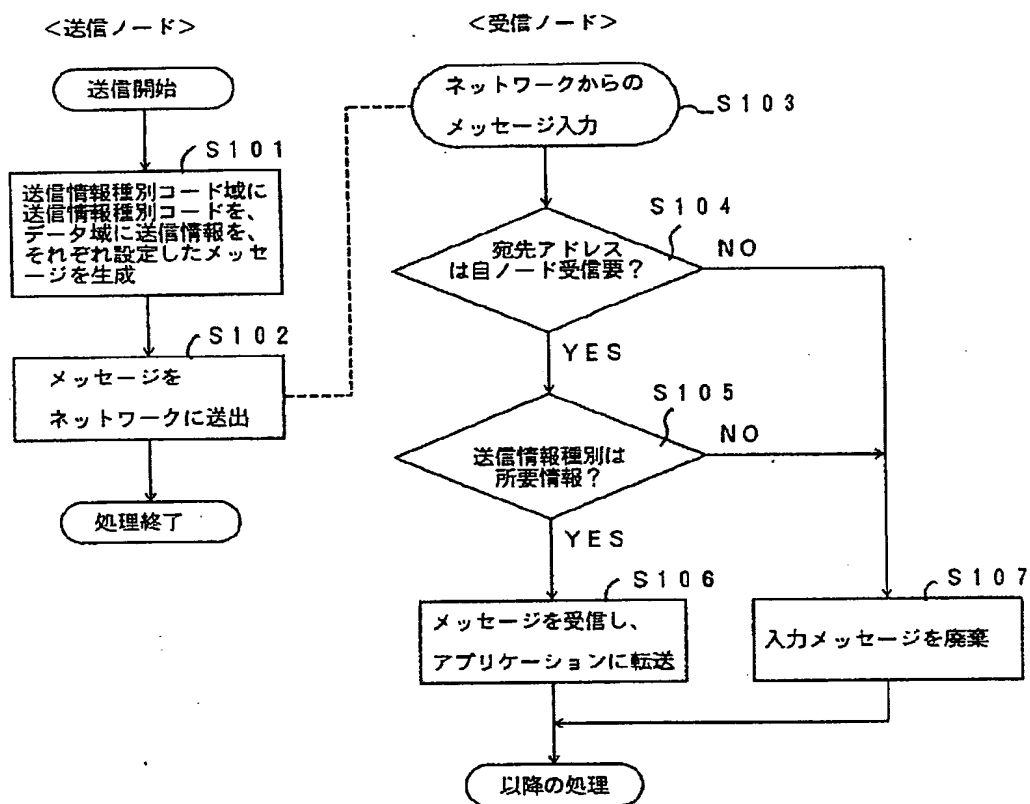 <送信ノード>
送信開始
S101
送信情報種別コード域に
送信情報種別コードを、
データ域に送信情報を、
それぞれ設定したメッセ
ージを生成
S102
メッセージを
ネットワークに送出
処理終了
<受信ノード>
ネットワークからの
メッセージ入力
S103
S104
宛先アドレス
は自ノード受信要?
NO
YES
S105
送信情報種別は
所要情報?
NO
YES
S106
メッセージを受信し、
アプリケーションに転送
S107
入力メッセージを廃棄
以降の処理